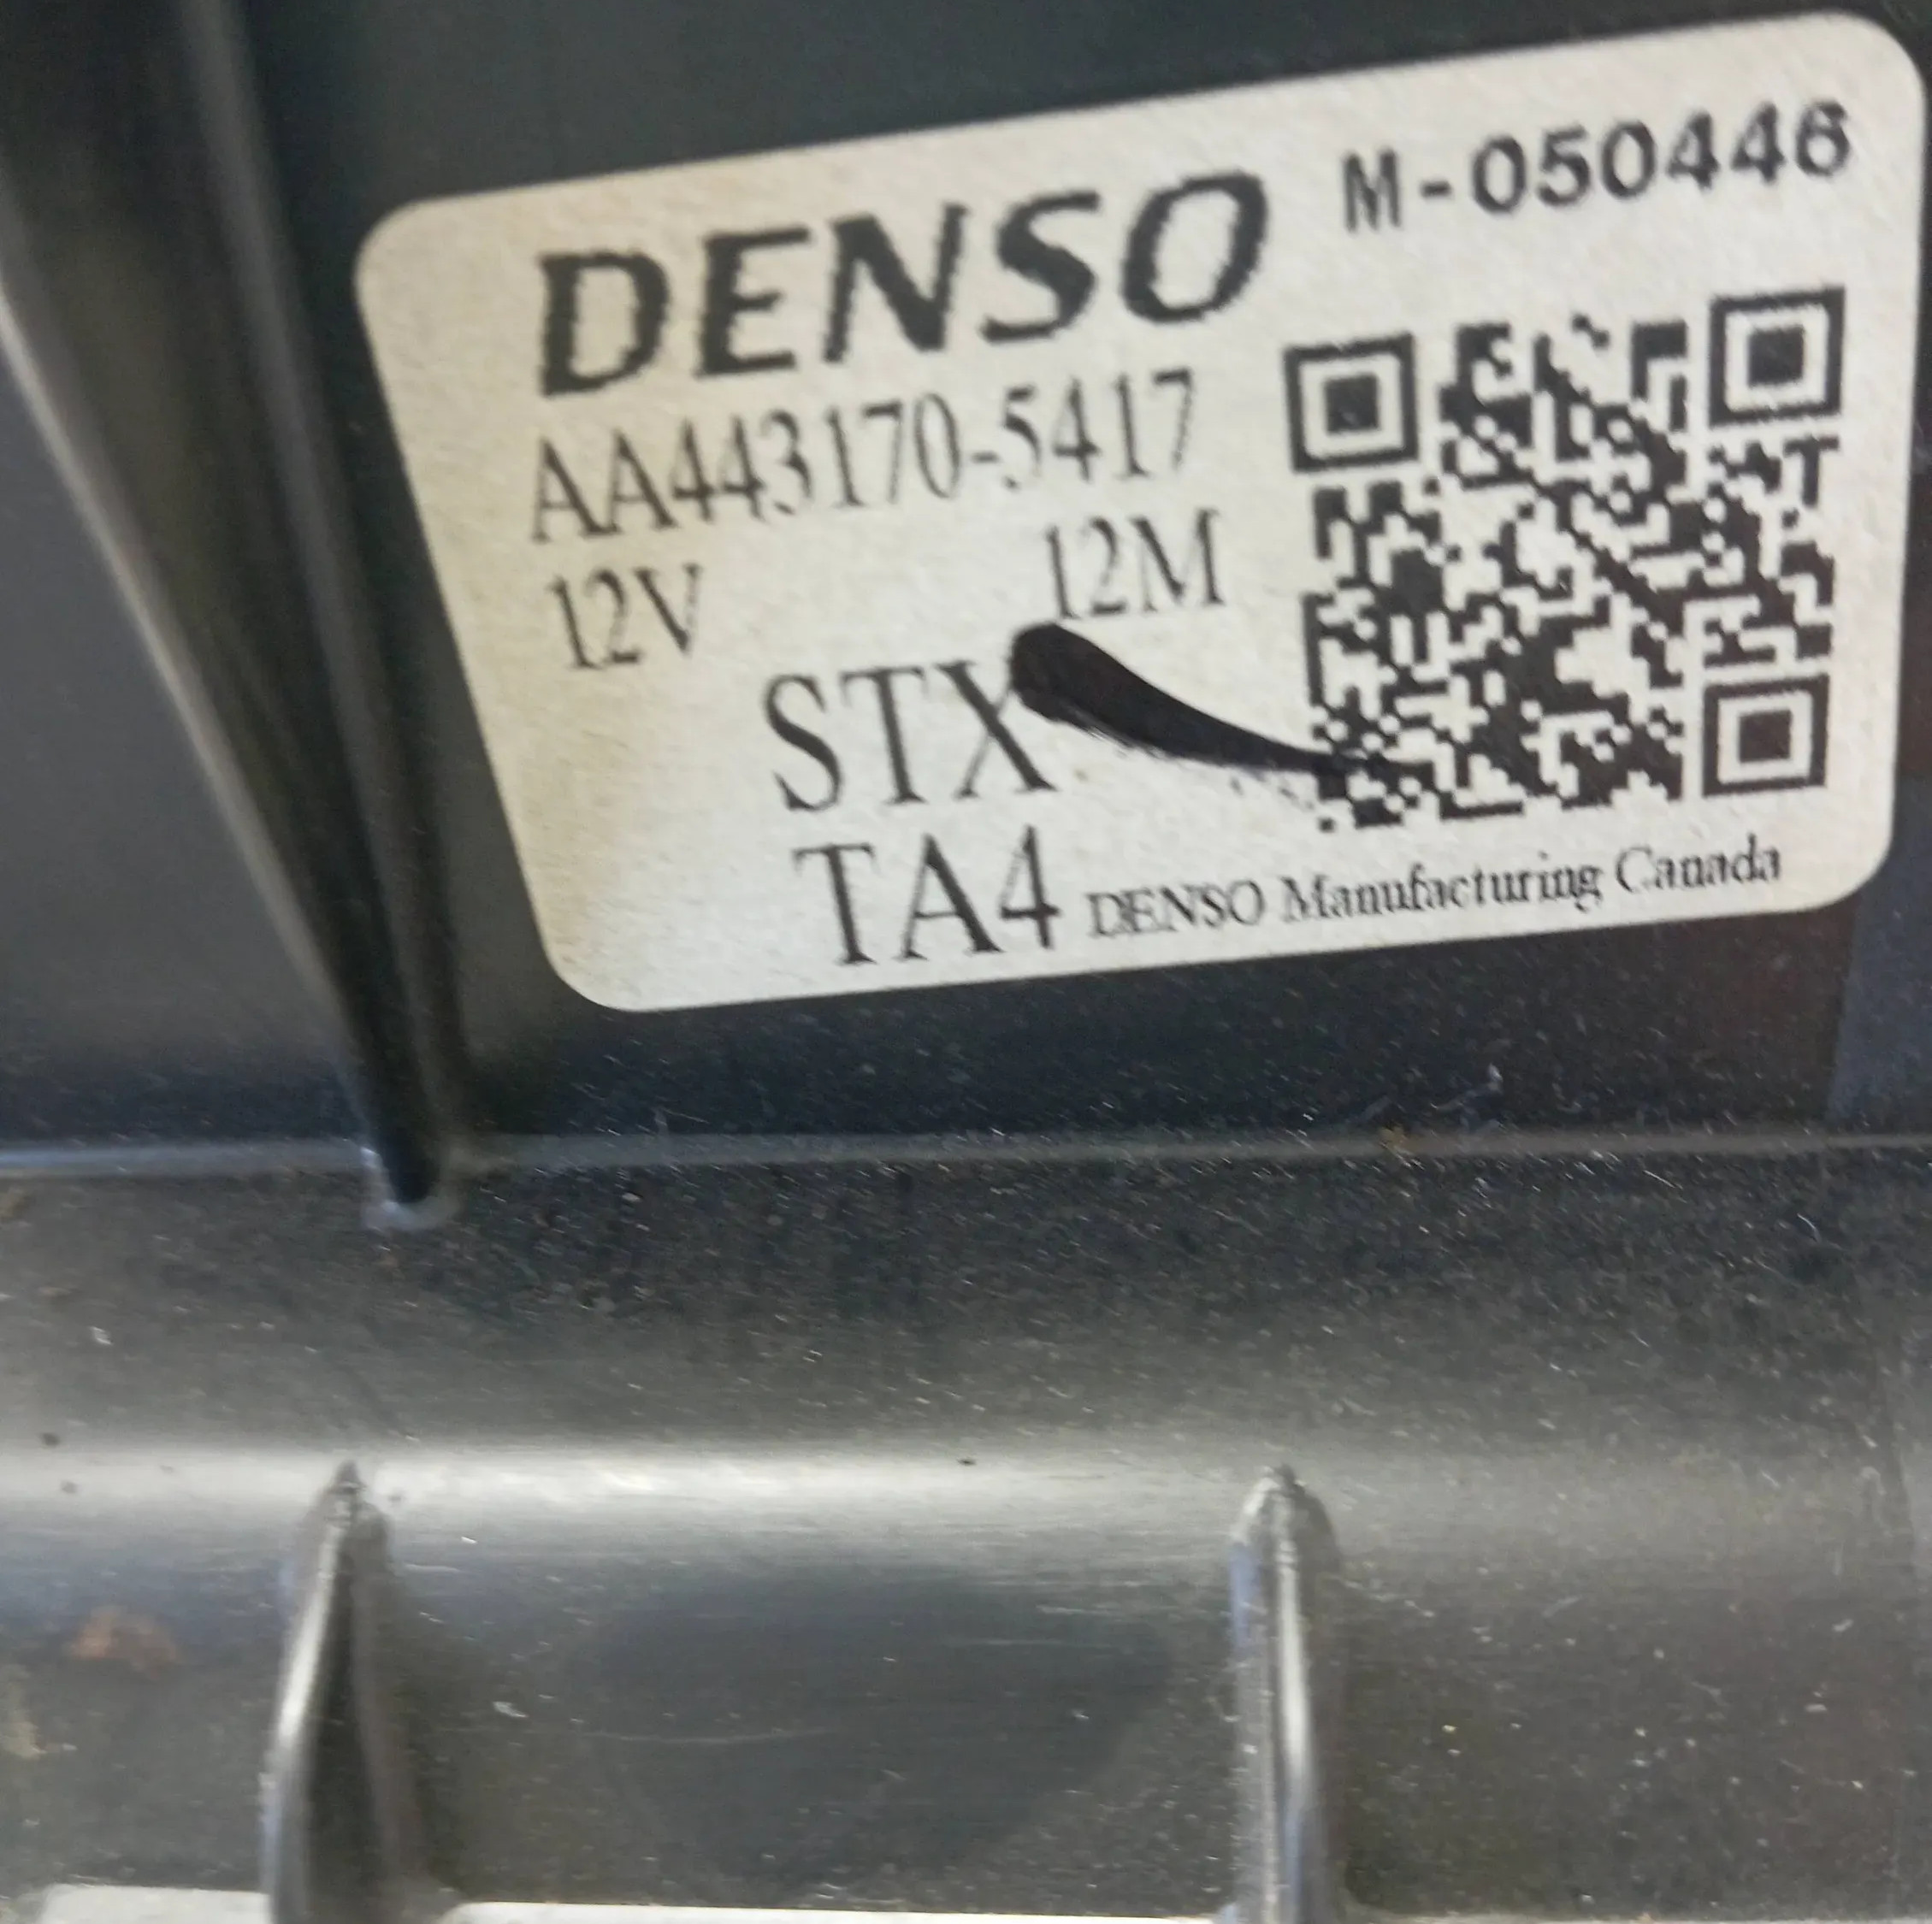 DENSO M-050446
AA443170-5417
12V 12M
STX
TA4 DENSO Manufacturing Canada